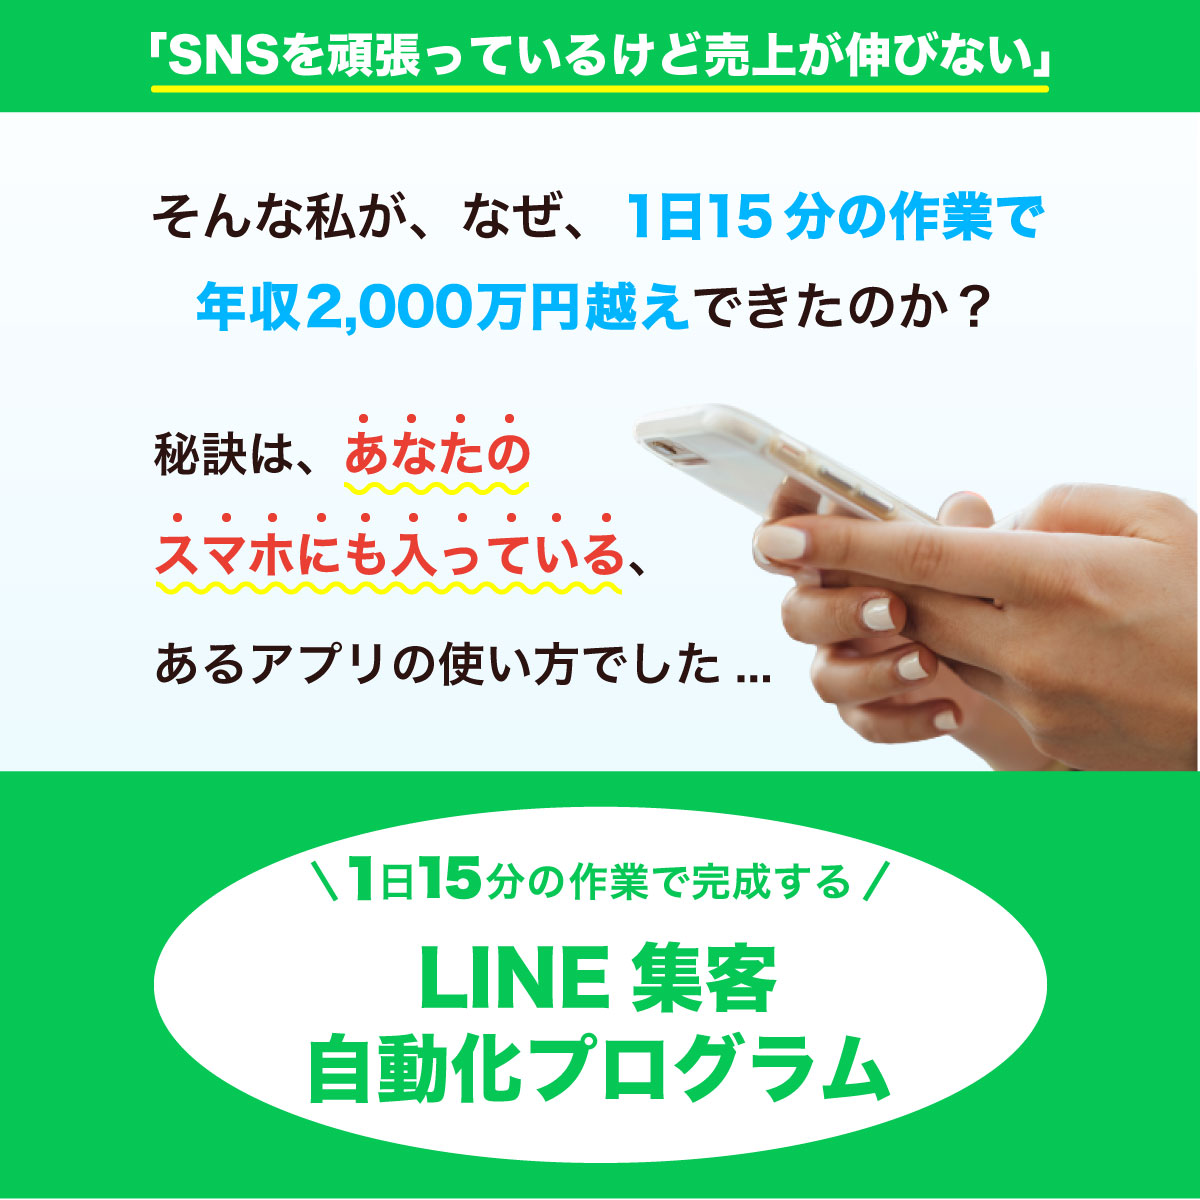 「SNSを頑張っているけど売上が伸びない」
そんな私が、なぜ、1日15分の作業で
年収2,000万円越えできたのか？
秘訣は、あなたの
スマホにも入っている、
あるアプリの使い方でした...
\ 1日15分の作業で完成する /
LINE集客
自動化プログラム